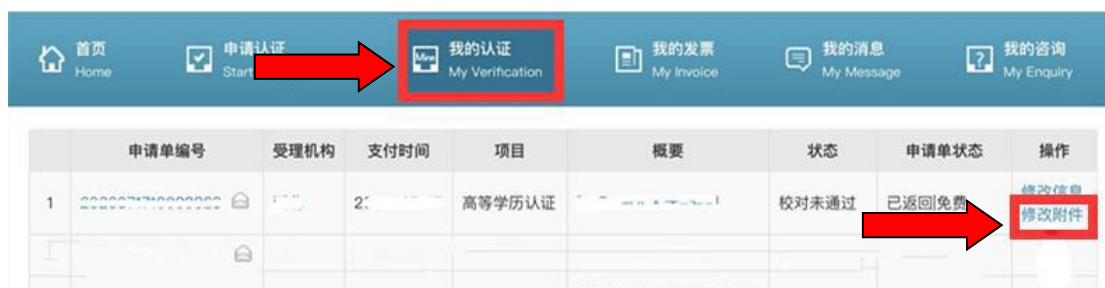 首页 申请认证 我的认证 我的发票 我的消息 我的咨询
Home Start Mine My Verification My Invoice My Message My Enquiry
申请单编号 受理机构 支付时间 项目 概要 状态 申请单状态 操作
修改信息
1 高等学历认证 校对未通过 已返回免费
修改附件